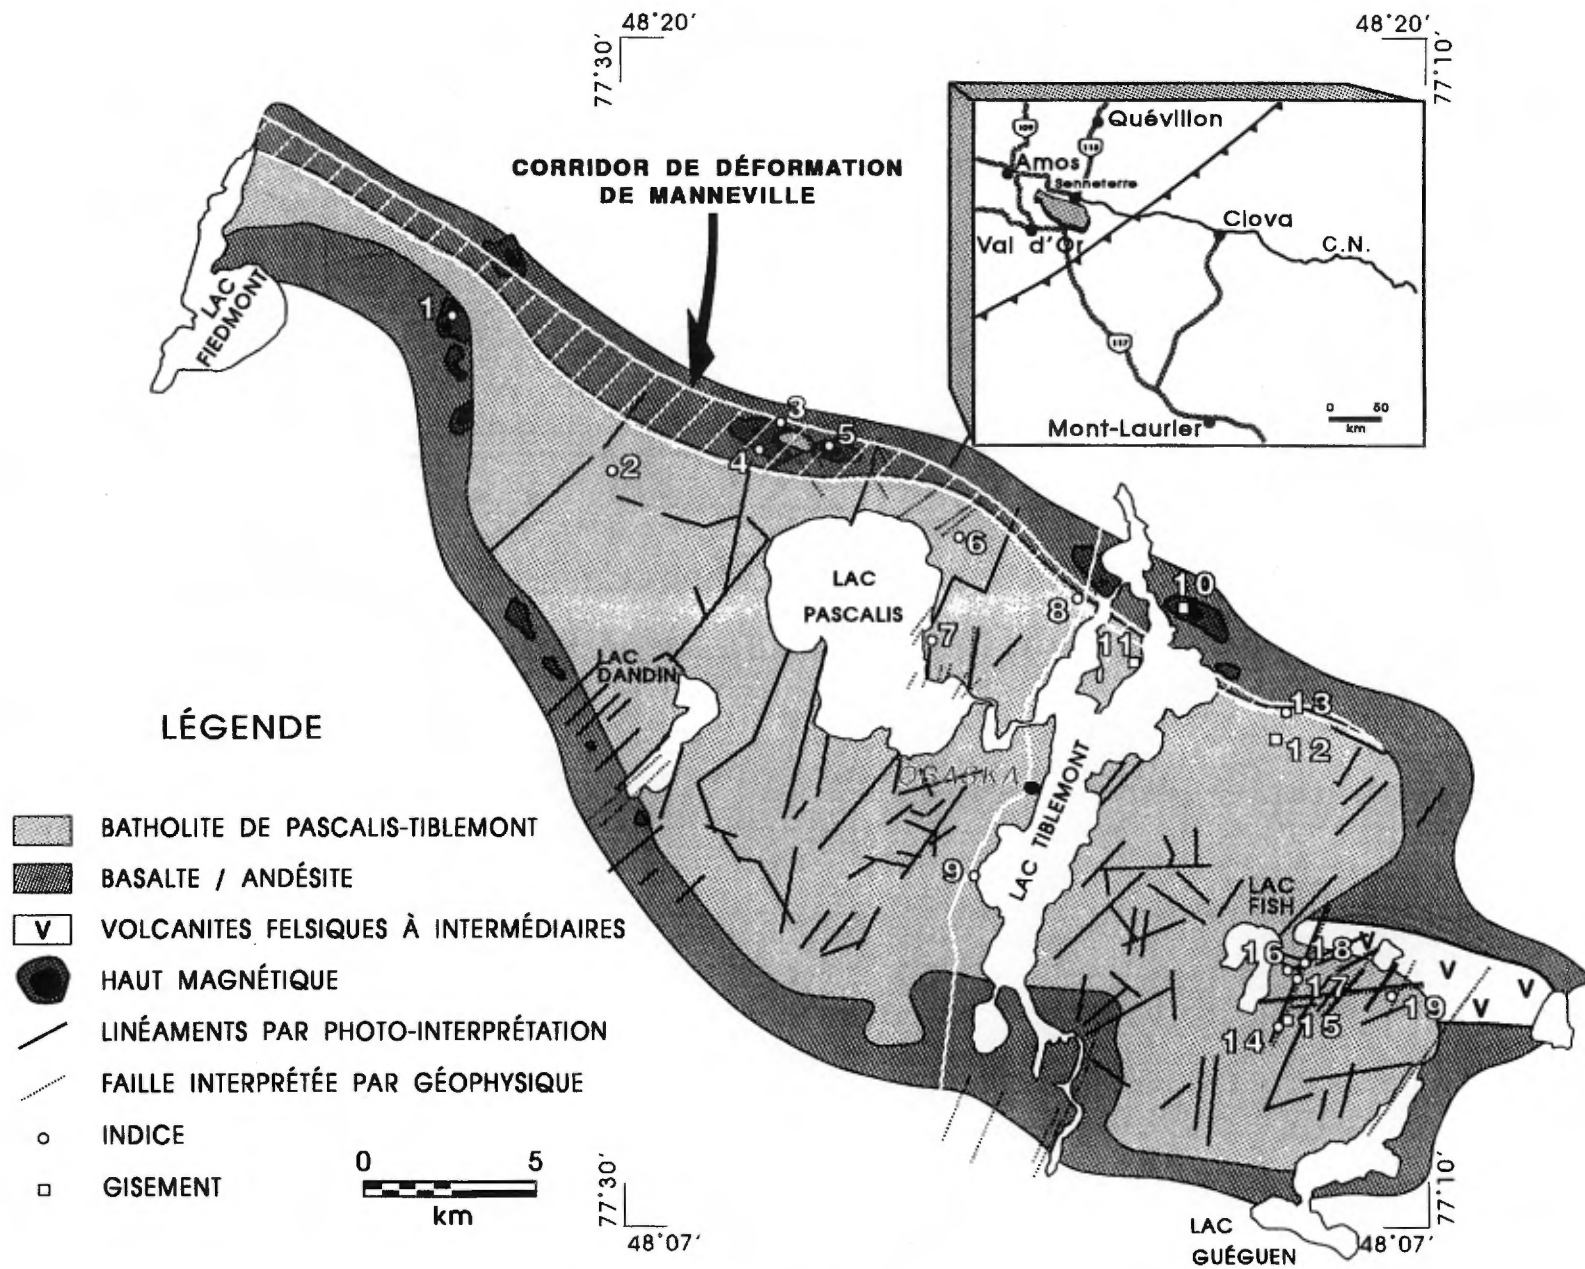 48°20'
77°30'
48°20'
77°10'
CORRIDOR DE DÉFORMATION
DE MANNEVILLE
109
Quévillon
113
Amos
Senneterre
Val d'Or
Clova
C.N.
117
Mont-Laurier
0 50
km
LAC
FIEDMONT
1
2
3
4
5
6
7
8
9
10
11
12
13
14
15
16
17
18
19
LAC
PASCALIS
LAC
DANDIN
OBASKA
LAC TIBLEMONT
LAC
FISH
V
V
V
V
LAC
GUÉGUEN
LÉGENDE
BATHOLITE DE PASCALIS-TIBLEMONT
BASALTE / ANDÉSITE
V VOLCANITES FELSIQUES À INTERMÉDIAIRES
HAUT MAGNÉTIQUE
LINÉAMENTS PAR PHOTO-INTERPRÉTATION
FAILLE INTERPRÉTÉE PAR GÉOPHYSIQUE
INDICE
GISEMENT
0 5
km
77°30'
48°07'
77°10'
48°07'